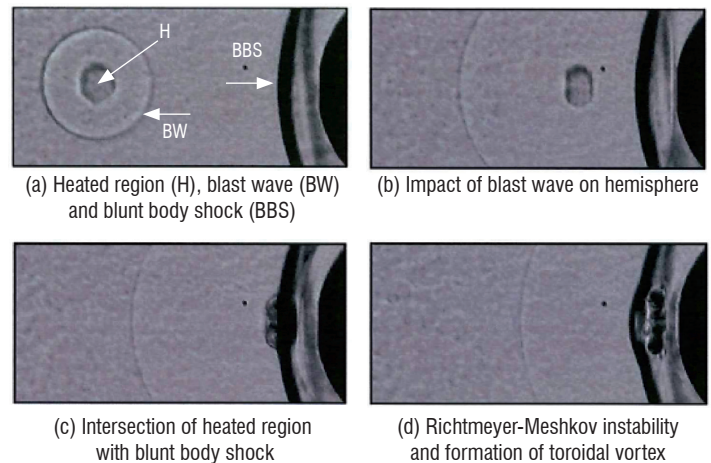 H
BBS
BW
(a) Heated region (H), blast wave (BW)
and blunt body shock (BBS)
(b) Impact of blast wave on hemisphere
(c) Intersection of heated region
with blunt body shock
(d) Richtmeyer-Meshkov instability
and formation of toroidal vortex